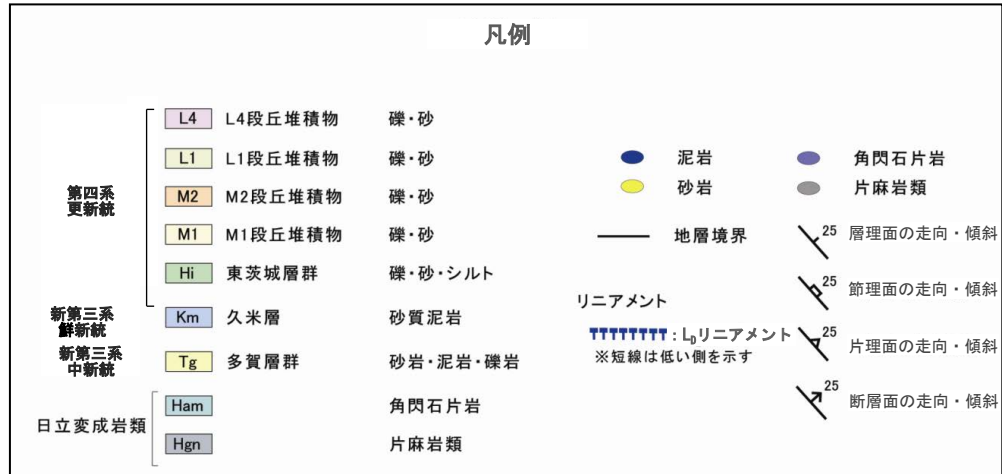 凡例
第四系
更新統
L4 L4段丘堆積物 礫・砂
L1 L1段丘堆積物 礫・砂
M2 M2段丘堆積物 礫・砂
M1 M1段丘堆積物 礫・砂
Hi 東茨城層群 礫・砂・シルト
新第三系
鮮新統
Km 久米層 砂質泥岩
新第三系
中新統
Tg 多賀層群 砂岩・泥岩・礫岩
日立変成岩類
Ham 角閃石片岩
Hgn 片麻岩類
泥岩
砂岩
角閃石片岩
片麻岩類
地層境界
リニアメント
:LDリニアメント
※短線は低い側を示す
25 層理面の走向・傾斜
25 節理面の走向・傾斜
25 片理面の走向・傾斜
25 断層面の走向・傾斜